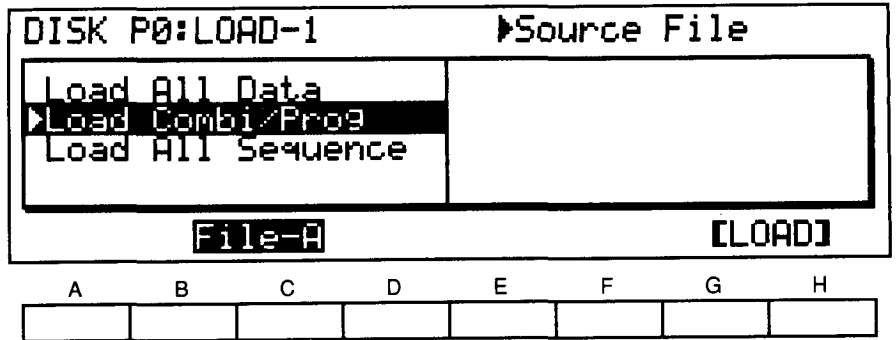 DISK P0:LOAD-1 ▶Source File
Load All Data
▶Load Combi/Prog
Load All Sequence
File-A [LOAD]
A B C D E F G H